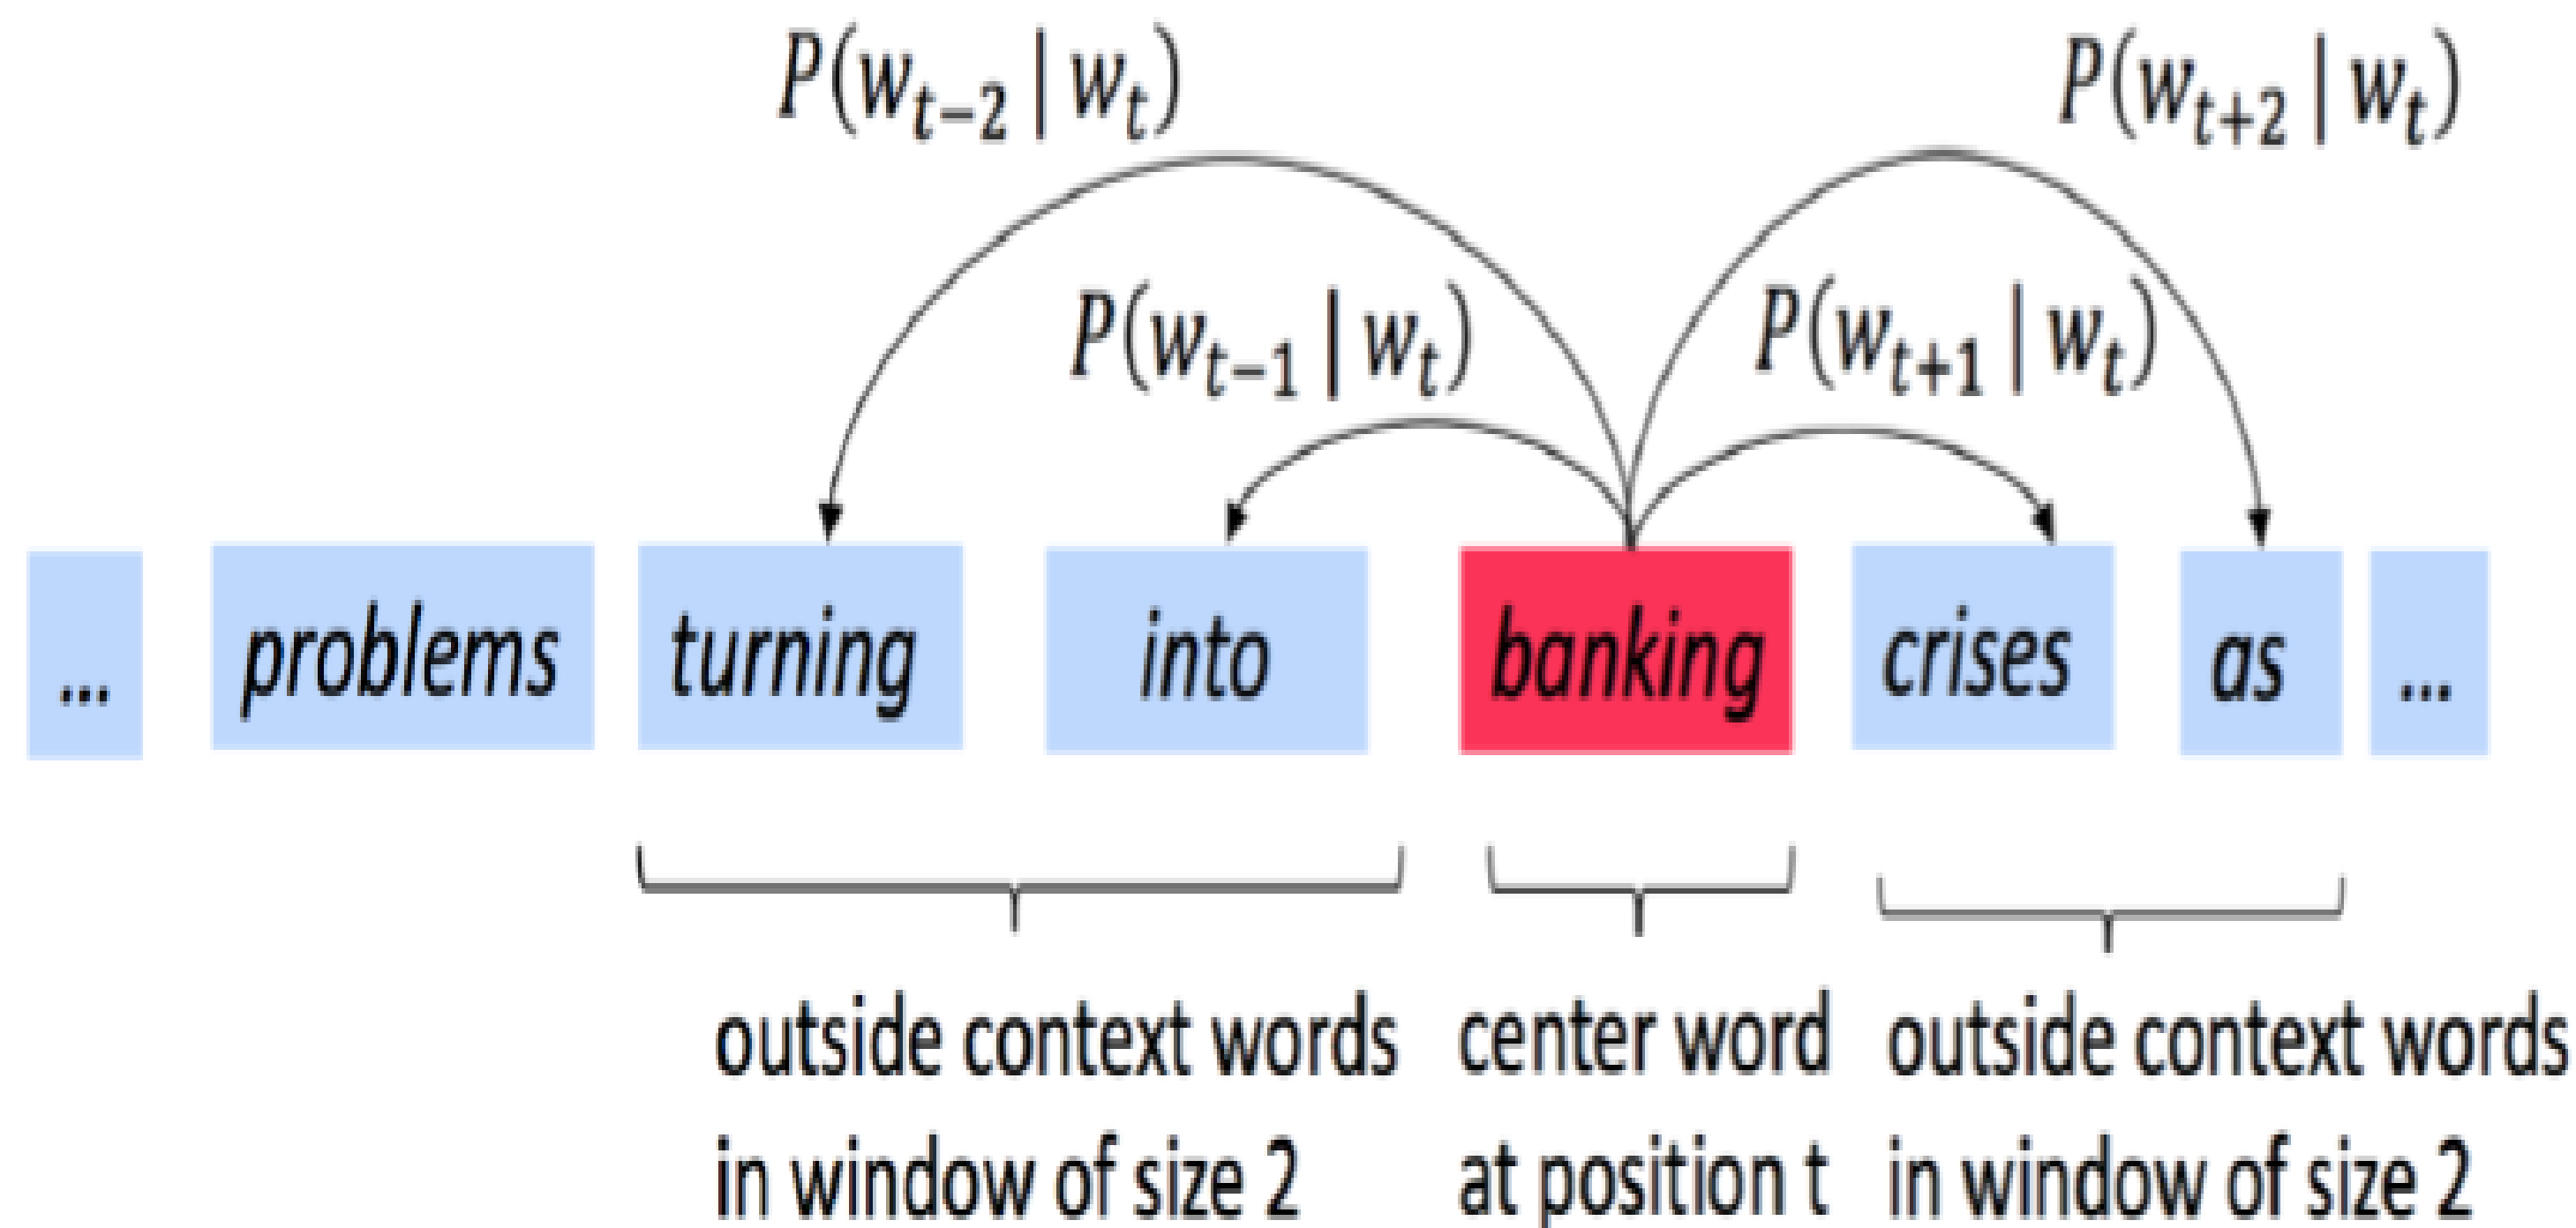 P(w_{t−2} | w_t) P(w_{t+2} | w_t)
P(w_{t−1} | w_t) P(w_{t+1} | w_t)
... problems turning into banking crises as ...
outside context words center word outside context words
in window of size 2 at position t in window of size 2